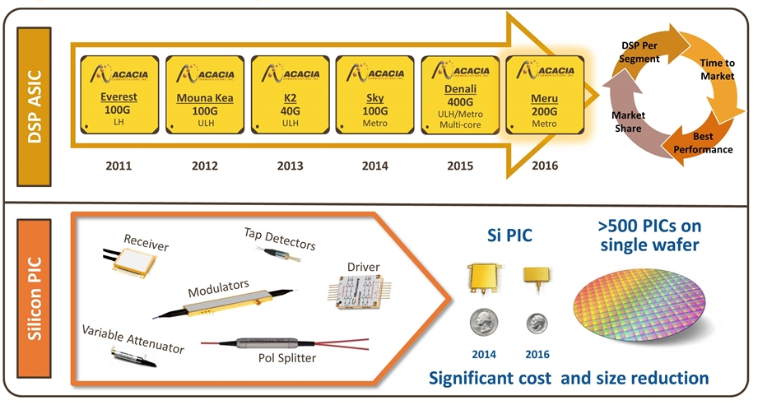 DSP ASIC
ACACIA
Everest
100G
LH
2011
ACACIA
Mouna Kea
100G
ULH
2012
ACACIA
K2
40G
ULH
2013
ACACIA
Sky
100G
Metro
2014
ACACIA
Denali
400G
ULH/Metro
Multi-core
2015
ACACIA
Meru
200G
Metro
2016
DSP Per
Segment
Time to
Market
Best
Performance
Market
Share
Silicon PIC
Receiver
Tap Detectors
Modulators
Driver
Variable Attenuator
Pol Splitter
Si PIC
2014
2016
>500 PICs on
single wafer
Significant cost and size reduction